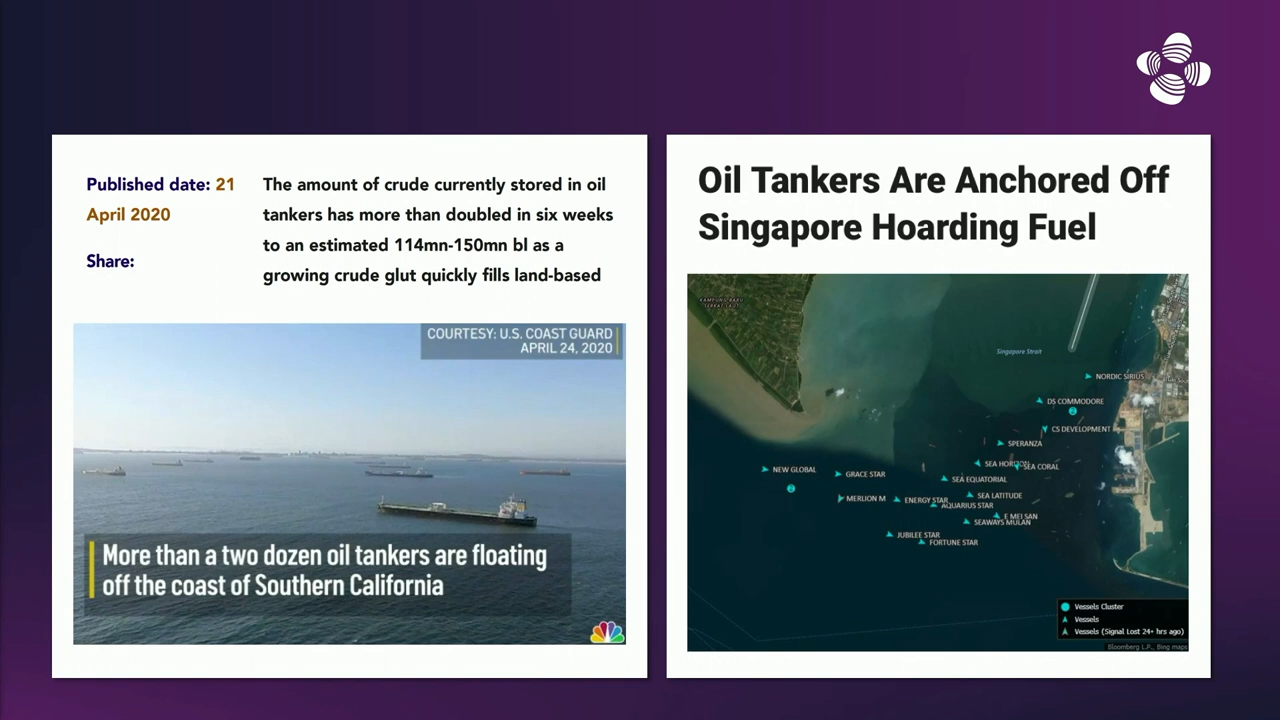 Published date: 21
April 2020
Share:
The amount of crude currently stored in oil
tankers has more than doubled in six weeks
to an estimated 114mn-150mn bl as a
growing crude glut quickly fills land-based
COURTESY: U.S. COAST GUARD
APRIL 24, 2020
More than a two dozen oil tankers are floating
off the coast of Southern California
Oil Tankers Are Anchored Off
Singapore Hoarding Fuel
Singapore Strait
NORDIC SIRIUS
DS COMMODORE
2
CS DEVELOPMENT
SPERANZA
SEA HORIZON
SEA CORAL
NEW GLOBAL
2
GRACE STAR
SEA EQUATORIAL
MERLION M
ENERGY STAR
SEA LATITUDE
AQUARIUS STAR
E MEI SAN
SEAWAYS MULAN
JUBILEE STAR
FORTUNE STAR
Vessels Cluster
Vessels
Vessels (Signal Lost 24+ hrs ago)
Bloomberg L.P., Bing maps